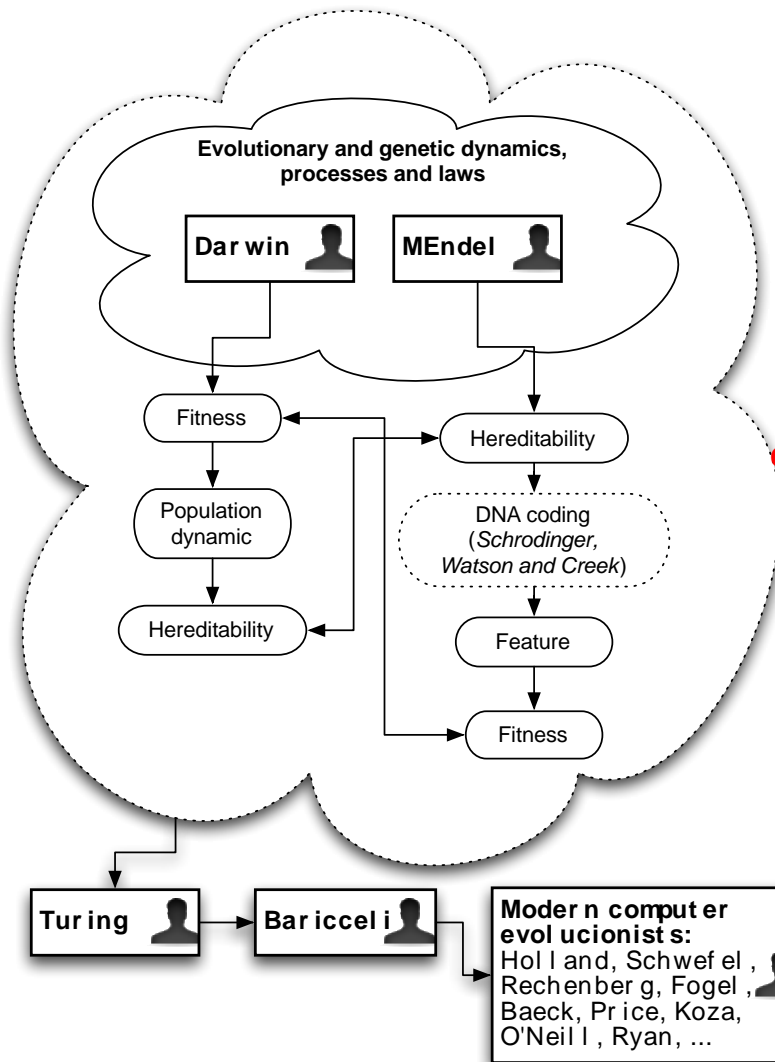 Evolutionary and genetic dynamics,
processes and laws
Darwin
MEndel
Fitness
Population
dynamic
Hereditability
Hereditability
DNA coding
(Schrodinger,
Watson and Creek)
Feature
Fitness
Turing
Baricceli
Modern computer
evolucionists:
Holland, Schwefel,
Rechenberg, Fogel,
Baeck, Price, Koza,
O'Neill, Ryan, ...